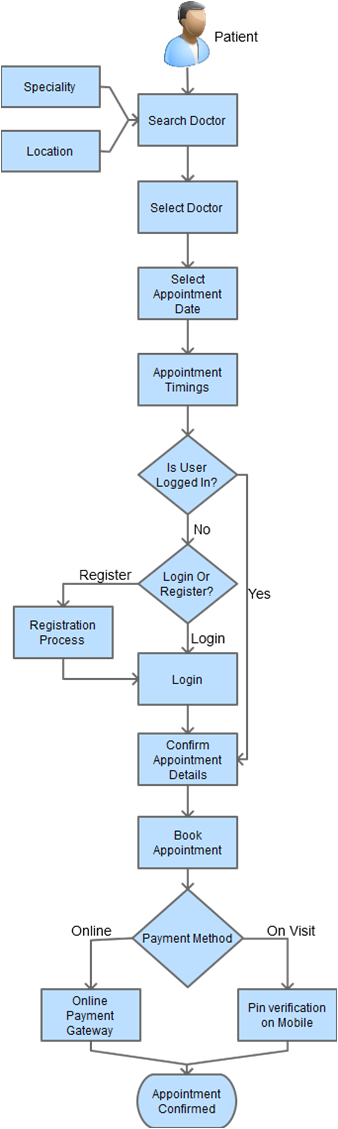 Patient
Speciality
Search Doctor
Location
Select Doctor
Select
Appointment
Date
Appointment
Timings
Is User
Logged In?
No
Yes
Register
Login Or
Register?
Registration
Process
Login
Login
Confirm
Appointment
Details
Book
Appointment
Online
Payment Method
On Visit
Online
Payment
Gateway
Pin verification
on Mobile
Appointment
Confirmed